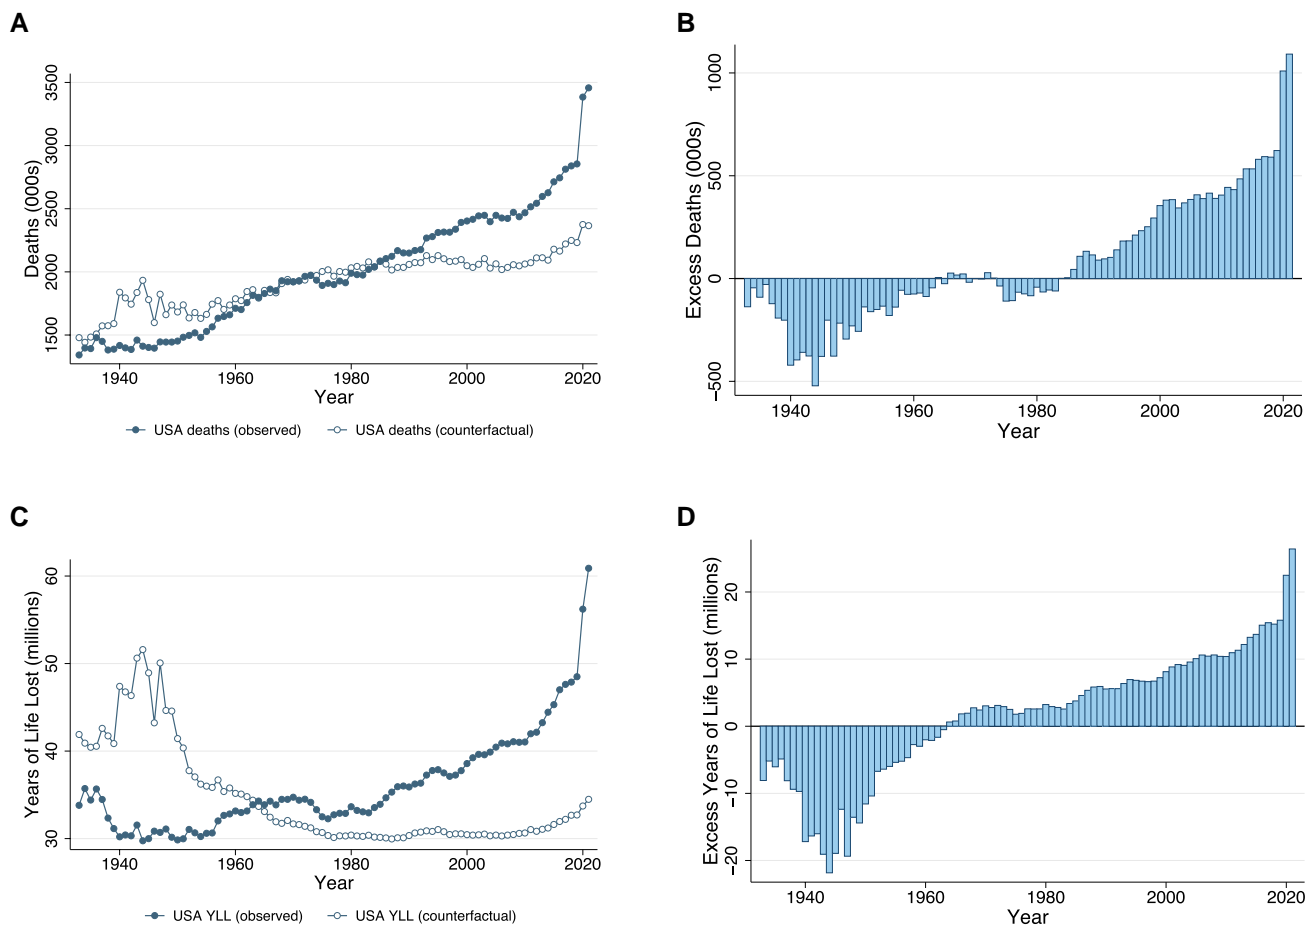 A
Deaths (000s)
3500
3000
2500
2000
1500
1940 1960 1980 2000 2020
Year
USA deaths (observed) USA deaths (counterfactual)
B
Excess Deaths (000s)
1000
500
0
−500
1940 1960 1980 2000 2020
Year
C
Years of Life Lost (millions)
60
50
40
30
1940 1960 1980 2000 2020
Year
USA YLL (observed) USA YLL (counterfactual)
D
Excess Years of Life Lost (millions)
20
10
0
−10
−20
1940 1960 1980 2000 2020
Year